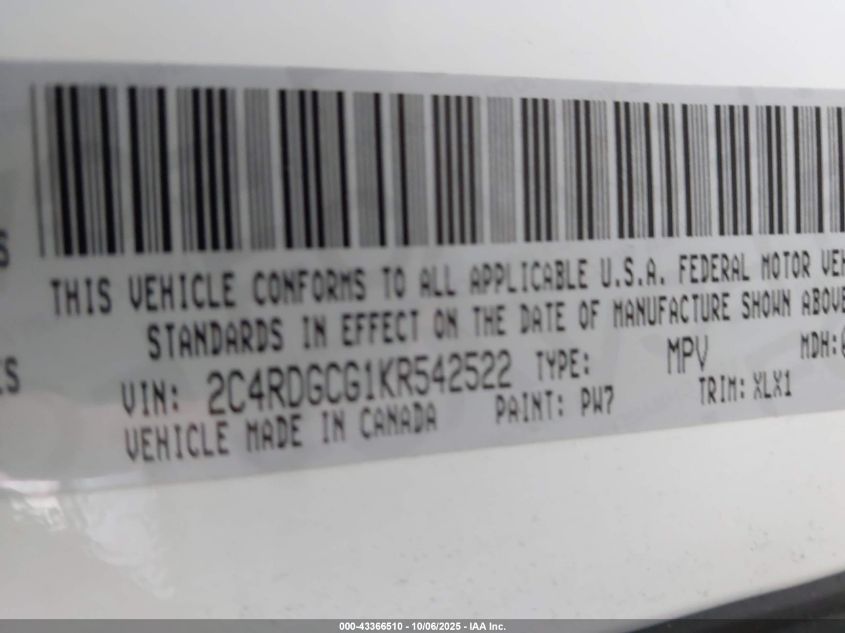 THIS VEHICLE CONFORMS TO ALL APPLICABLE U.S.A. FEDERAL MOTOR VEH
STANDARDS IN EFFECT ON THE DATE OF MANUFACTURE SHOWN ABOVE
VIN: 2C4RDGCG1KR542522 TYPE: MPV MDH:
VEHICLE MADE IN CANADA PAINT: PW7 TRIM: XLX1
000-43366510 - 10/06/2025 - IAA Inc.